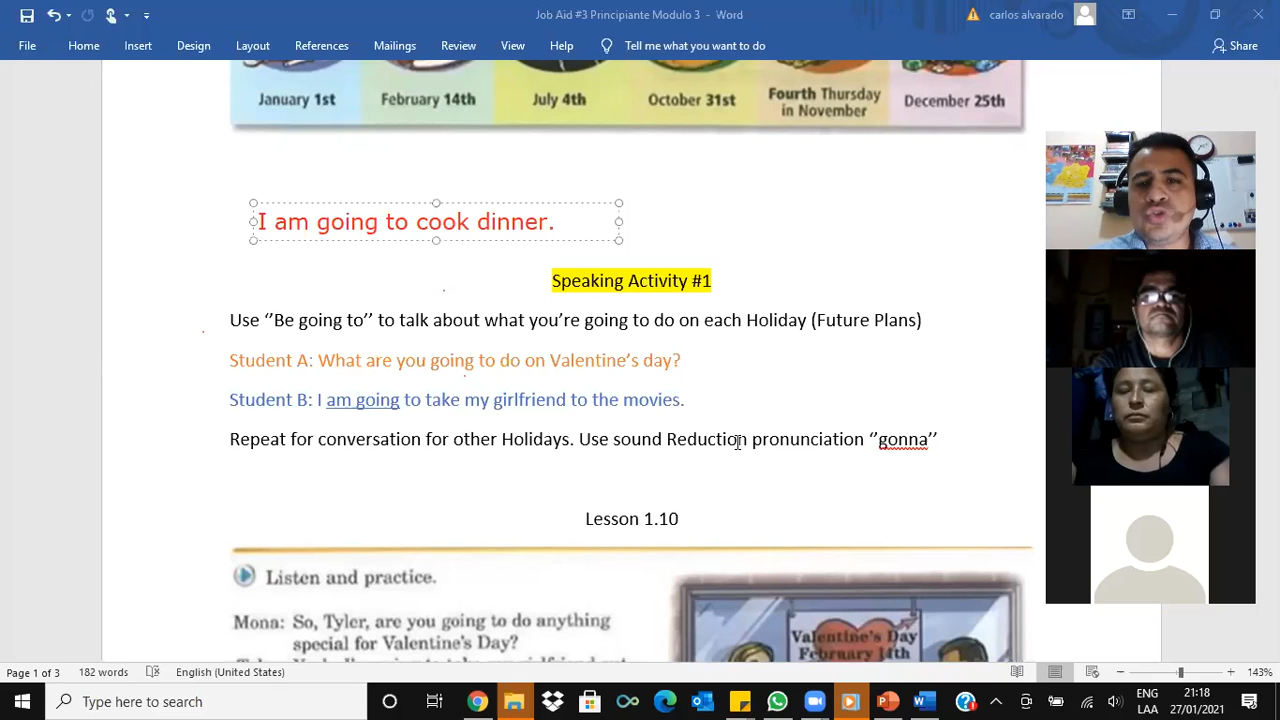 Job Aid #3 Principiante Modulo 3 - Word
carlos alvarado
File Home Insert Design Layout References Mailings Review View Help Tell me what you want to do Share
January 1st February 14th July 4th October 31st Fourth Thursday in November December 25th
I am going to cook dinner.
Speaking Activity #1
Use ‘’Be going to’’ to talk about what you’re going to do on each Holiday (Future Plans)
Student A: What are you going to do on Valentine’s day?
Student B: I am going to take my girlfriend to the movies.
Repeat for conversation for other Holidays. Use sound Reduction pronunciation ‘’gonna’’
Lesson 1.10
Listen and practice.
Mona: So, Tyler, are you going to do anything
special for Valentine's Day?
Valentine's Day
February 14th
Page 1 of 3 182 words English (United States) 143%
Type here to search
ENG 21:18
LAA 27/01/2021